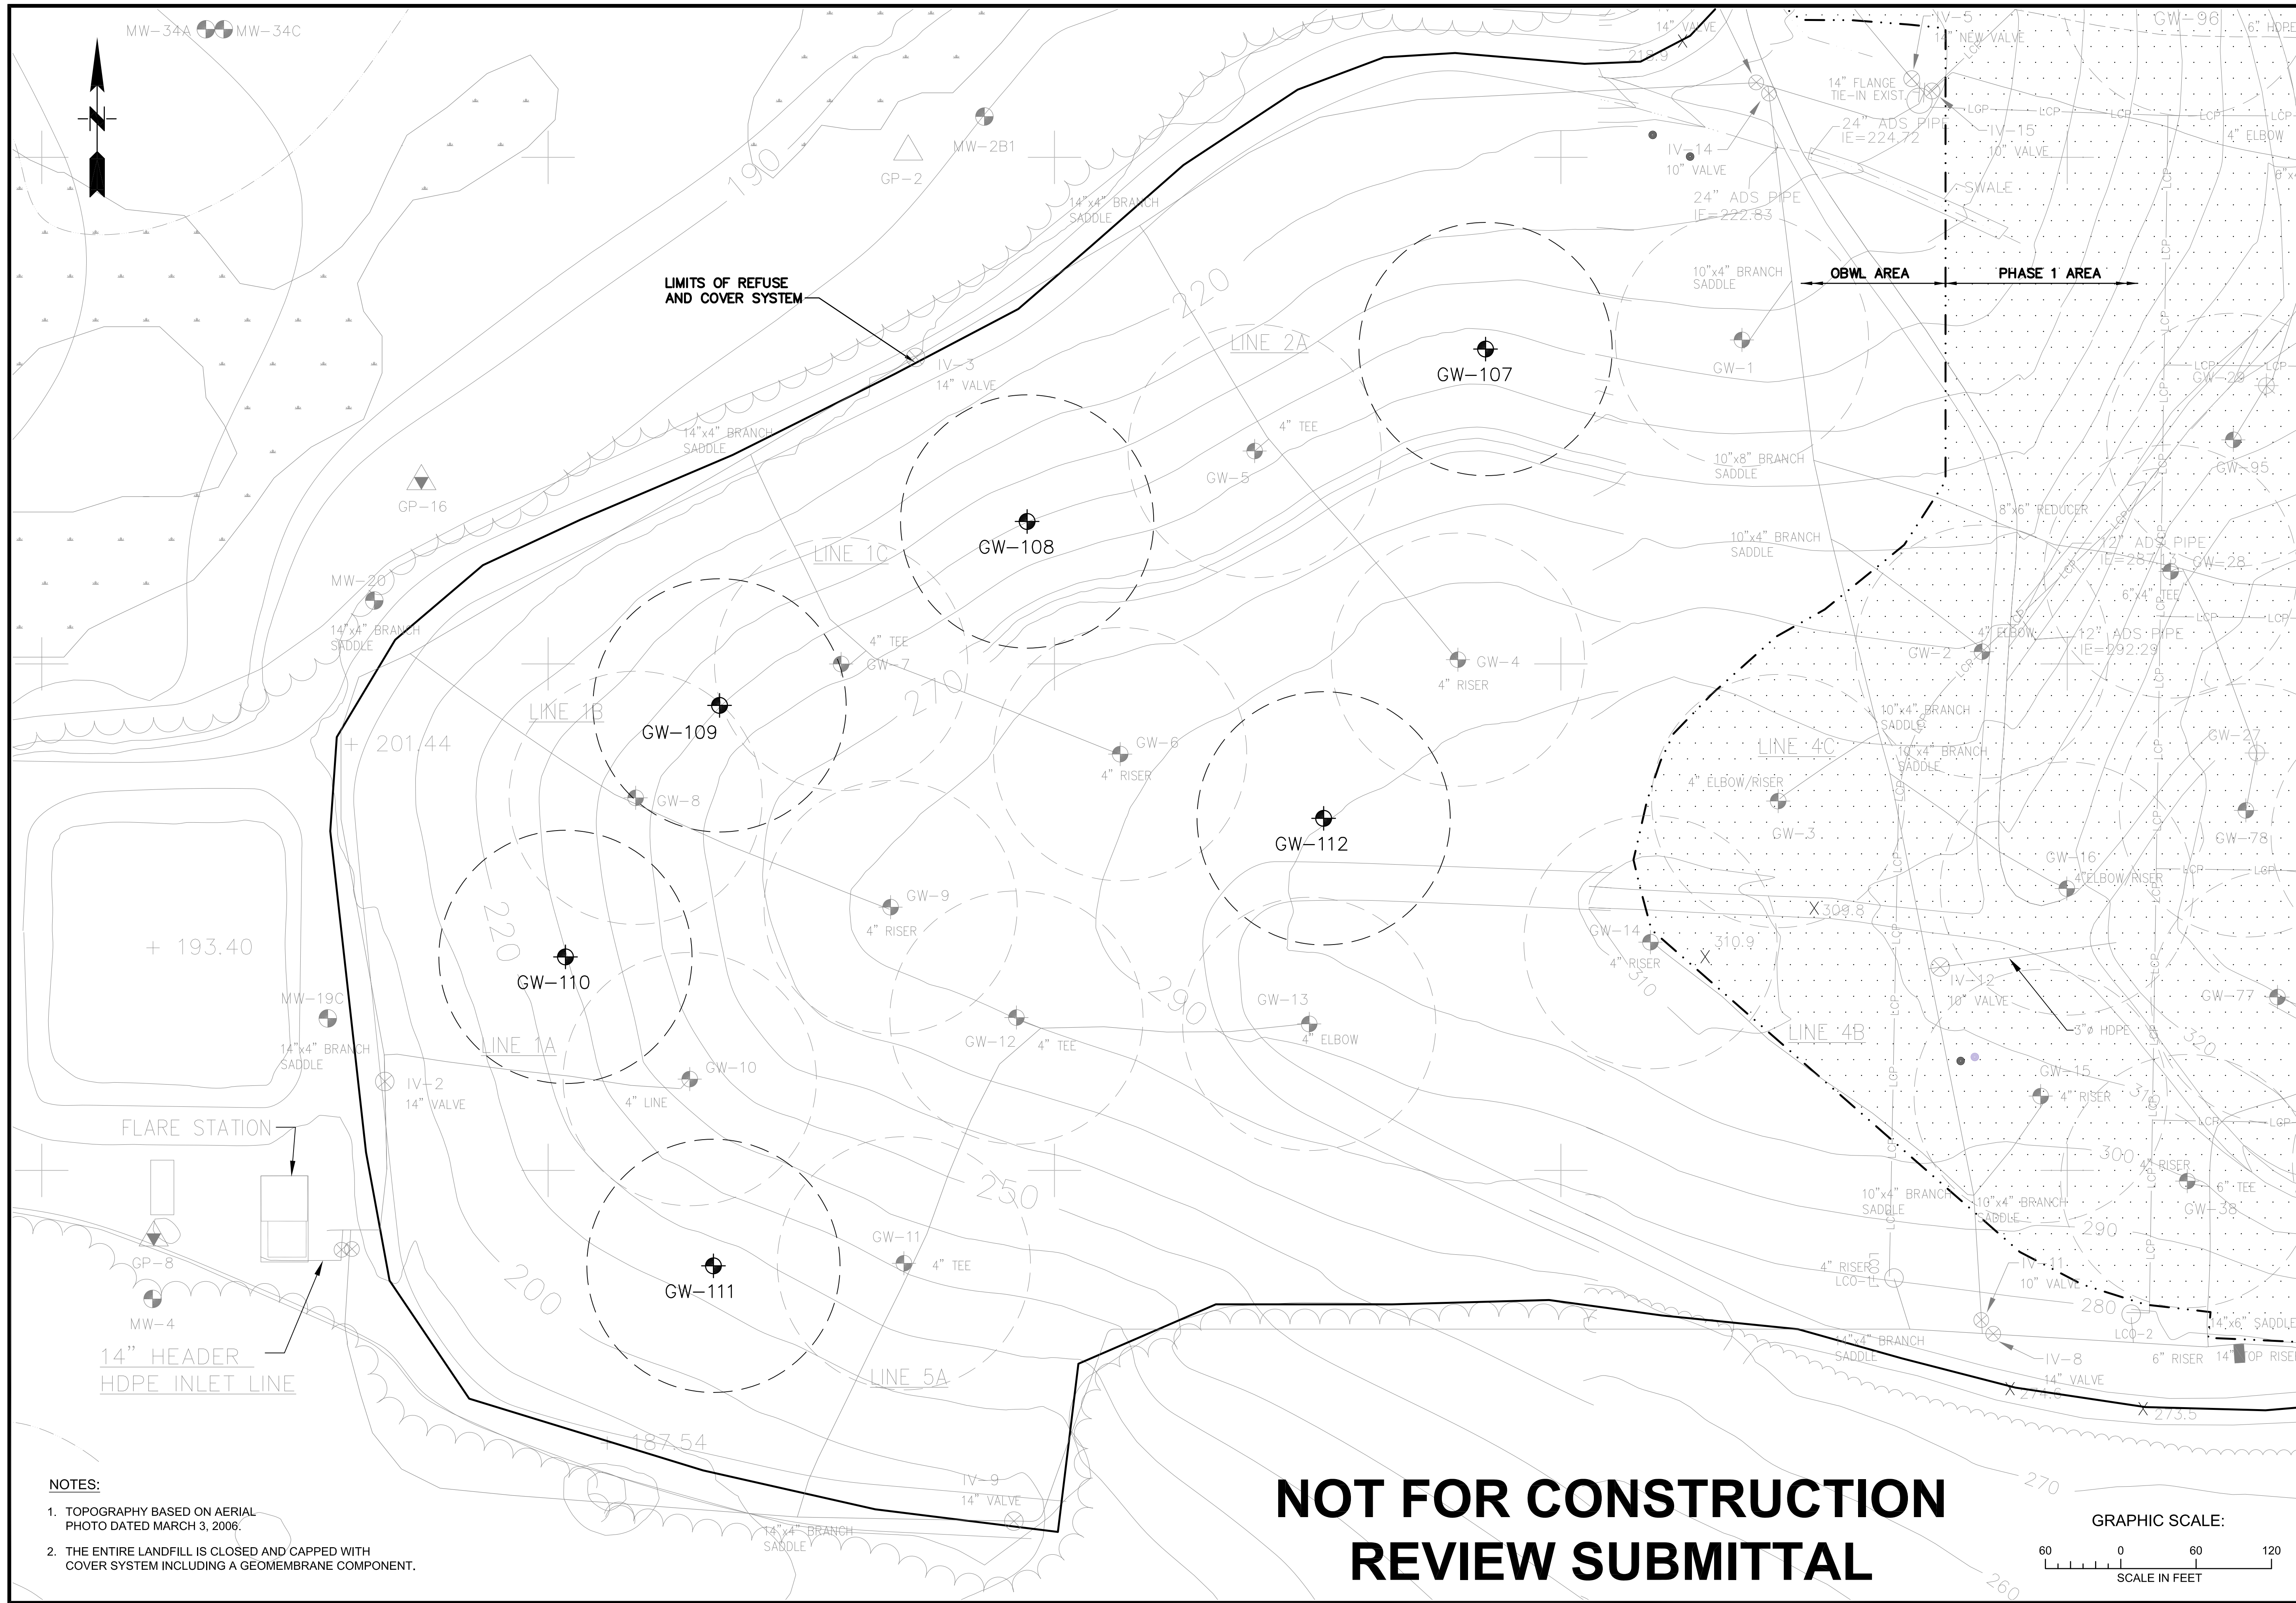 MW-34A
MW-34C
N
190
MW-2B1
GP-2
14"x4" BRANCH
SADDLE
14" VALVE
215.9
IV-5
14" NEW VALVE
GW-96
14" FLANGE
TIE-IN EXIST.
24" ADS PIPE
IE=224.72
IV-14
10" VALVE
IV-15
10" VALVE
4" ELBOW
24" ADS PIPE
IE=222.83
SWALE
LIMITS OF REFUSE
AND COVER SYSTEM
220
10"x4" BRANCH
SADDLE
OBWL AREA
PHASE 1 AREA
LINE 2A
IV-3
14" VALVE
GW-107
GW-1
GW-29
14"x4" BRANCH
SADDLE
4" TEE
GW-5
10"x8" BRANCH
SADDLE
GW-95
GP-16
8"x6" REDUCER
GW-108
LINE 1C
10"x4" BRANCH
SADDLE
12" ADS PIPE
IE=287.13
GW-28
6"x4" TEE
MW-20
14"x4" BRANCH
SADDLE
4" TEE
GW-7
GW-4
4" RISER
4" ELBOW
GW-2
12" ADS PIPE
IE=292.29
270
LINE 1B
GW-109
+ 201.44
GW-6
4" RISER
10"x4" BRANCH
SADDLE
LINE 4C
10"x4" BRANCH
SADDLE
GW-27
4" ELBOW/RISER
GW-8
GW-3
GW-112
GW-78
GW-16
4"ELBOW/RISER
GW-9
4" RISER
X 309.8
220
+ 193.40
GW-14
4" RISER
310.9
310
GW-110
IV-12
10" VALVE
GW-77
MW-19C
290
GW-13
4" ELBOW
3"ø HDPE
LINE 4B
320
14"x4" BRANCH
SADDLE
LINE 1A
GW-12
4" TEE
GW-10
4" LINE
IV-2
14" VALVE
GW-15
4" RISER
FLARE STATION
300
4" RISER
6" TEE
GW-38
250
10"x4" BRANCH
SADDLE
10"x4" BRANCH
SADDLE
290
GW-11
4" TEE
GP-8
GW-111
200
4" RISER
LCO-1
IV-11
10" VALVE
280
MW-4
LCO-2
14"x6" SADDLE
14" HEADER
HDPE INLET LINE
LINE 5A
14"x4" BRANCH
SADDLE
IV-8
14" VALVE
6" RISER
274.6
X 273.5
+ 187.54
IV-9
14" VALVE
14"x4" BRANCH
SADDLE
270
260
NOTES:
1. TOPOGRAPHY BASED ON AERIAL
PHOTO DATED MARCH 3, 2006.
2. THE ENTIRE LANDFILL IS CLOSED AND CAPPED WITH
COVER SYSTEM INCLUDING A GEOMEMBRANE COMPONENT.
NOT FOR CONSTRUCTION
REVIEW SUBMITTAL
GRAPHIC SCALE:
60 0 60 120
SCALE IN FEET